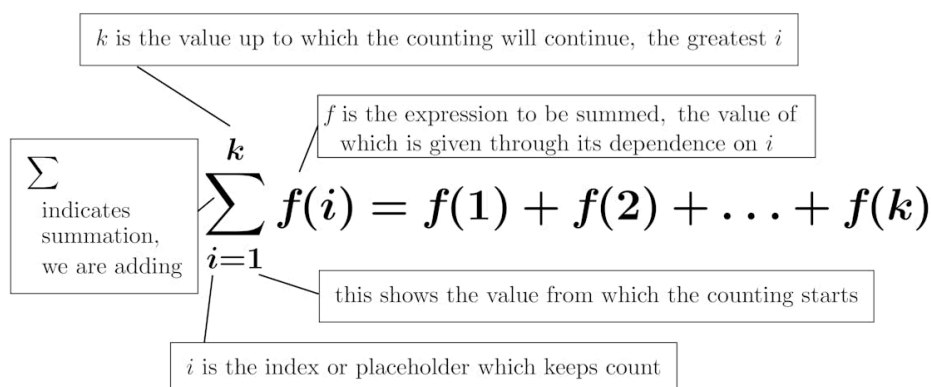 k is the value up to which the counting will continue, the greatest i
f is the expression to be summed, the value of
which is given through its dependence on i
∑
indicates
summation,
we are adding
k
∑ f(i) = f(1) + f(2) + . . . + f(k)
i=1
this shows the value from which the counting starts
i is the index or placeholder which keeps count